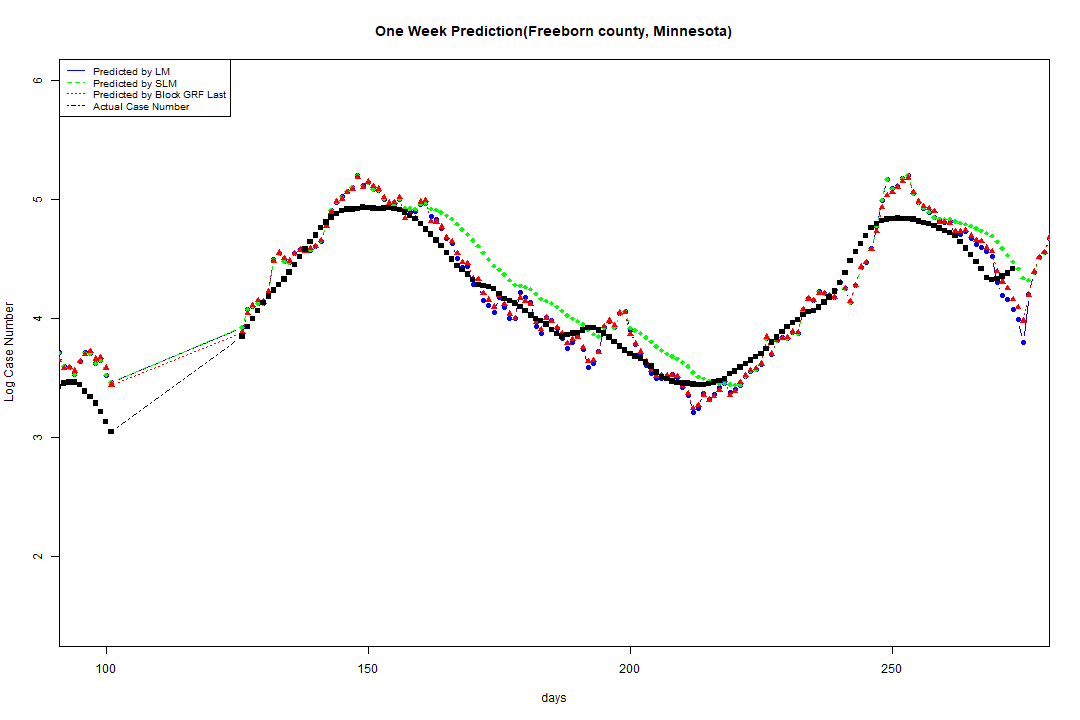 One Week Prediction(Freeborn county, Minnesota)
Predicted by LM
Predicted by SLM
Predicted by Block GRF Last
Actual Case Number
6
5
4
3
2
Log Case Number
100 150 200 250
days